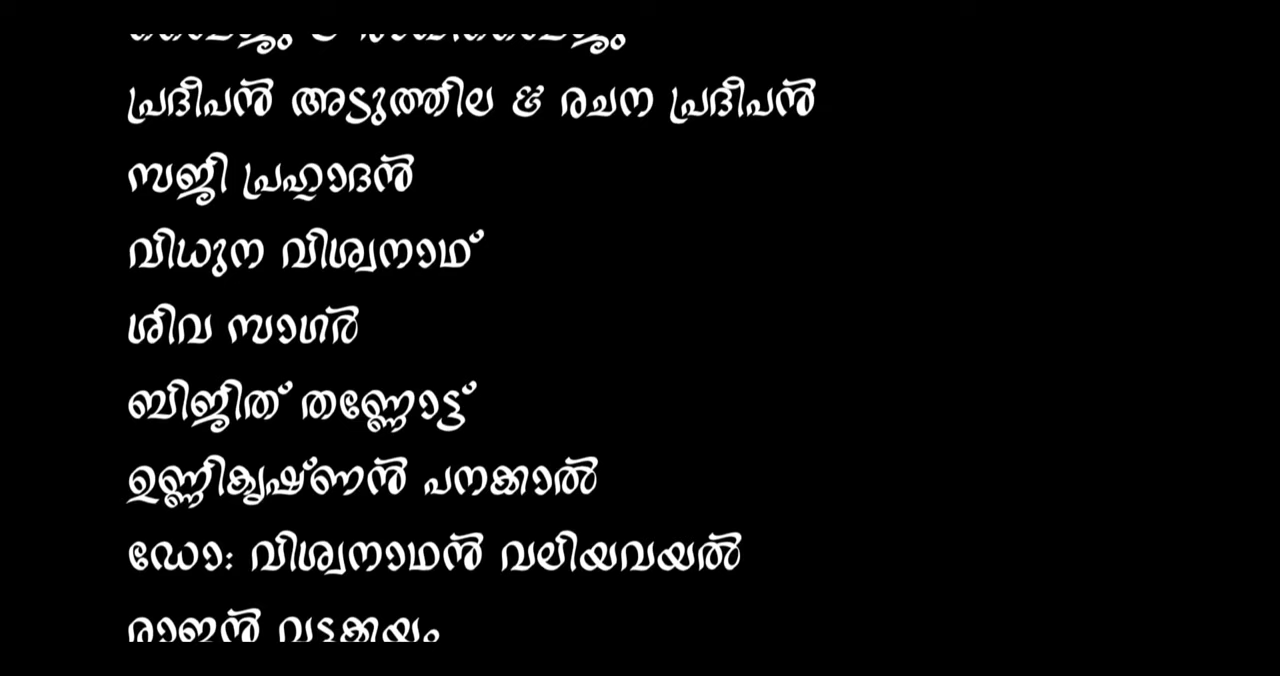 പ്രദീപൻ അടുത്തില & രചന പ്രദീപൻ
സജി പ്രഹ്ളാദൻ
വിധുന വിശ്വനാഥ്
ശിവ സാഗർ
ബിജിത് തണ്ണോട്ട്
ഉണ്ണികൃഷ്ണൻ പനക്കാൽ
ഡോ: വിശ്വനാഥൻ വലിയവയൽ